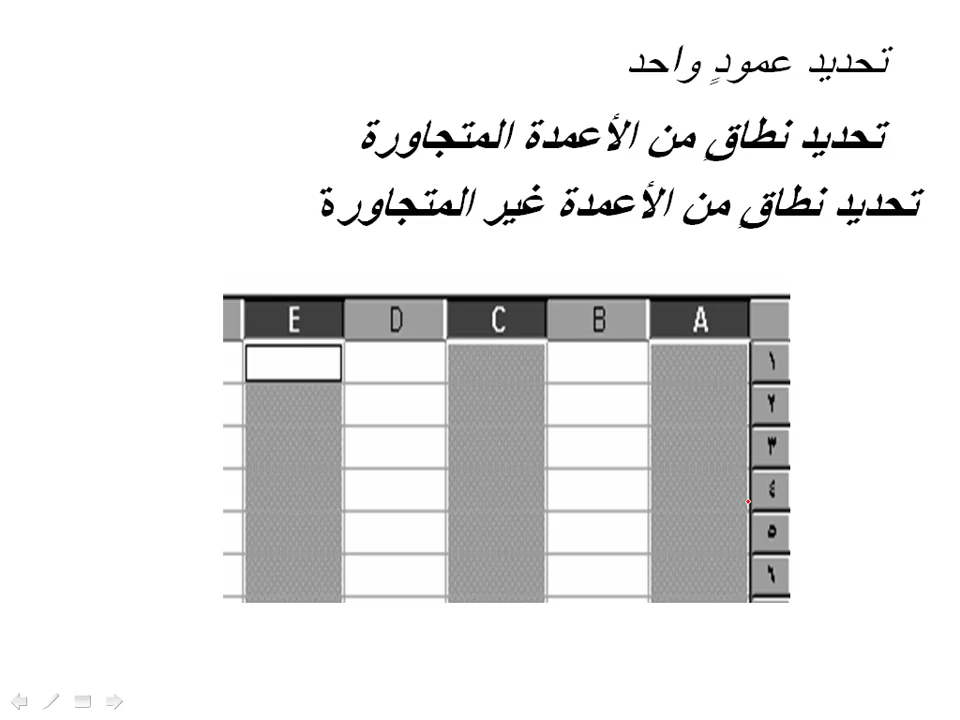 تحديد عمودٍ واحد
تحديد نطاقِ من الأعمدة المتجاورة
تحديد نطاقِ من الأعمدة غير المتجاورة
A B C D E
١
٢
٣
٤
٥
٦